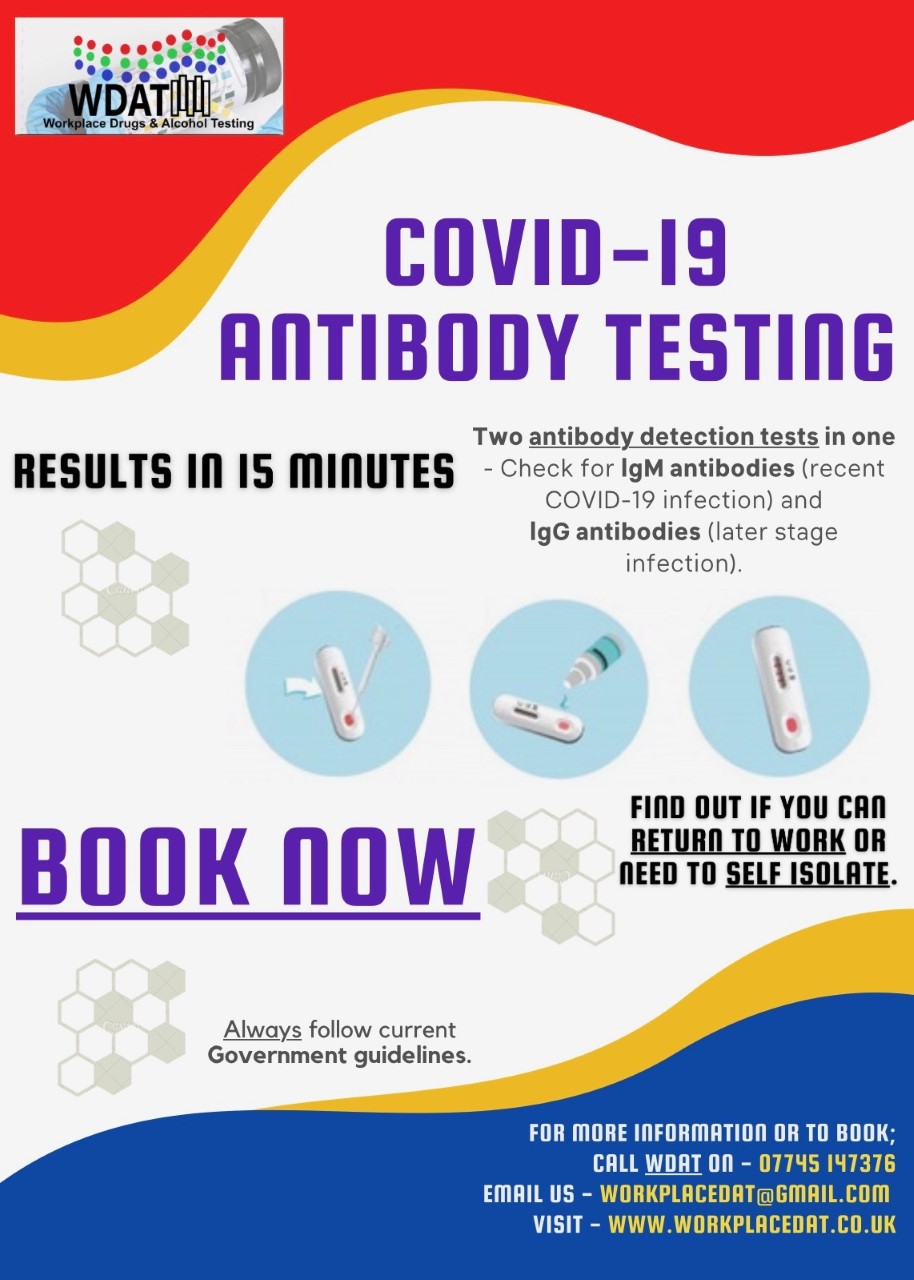 WDAT
Workplace Drugs & Alcohol Testing
COVID-19
ANTIBODY TESTING
RESULTS IN 15 MINUTES
Two antibody detection tests in one
- Check for IgM antibodies (recent
COVID-19 infection) and
IgG antibodies (later stage
infection).
BOOK NOW
FIND OUT IF YOU CAN
RETURN TO WORK OR
NEED TO SELF ISOLATE.
Always follow current
Government guidelines.
FOR MORE INFORMATION OR TO BOOK;
CALL WDAT ON - 07745 147376
EMAIL US - WORKPLACEDAT@GMAIL.COM
VISIT - WWW.WORKPLACEDAT.CO.UK